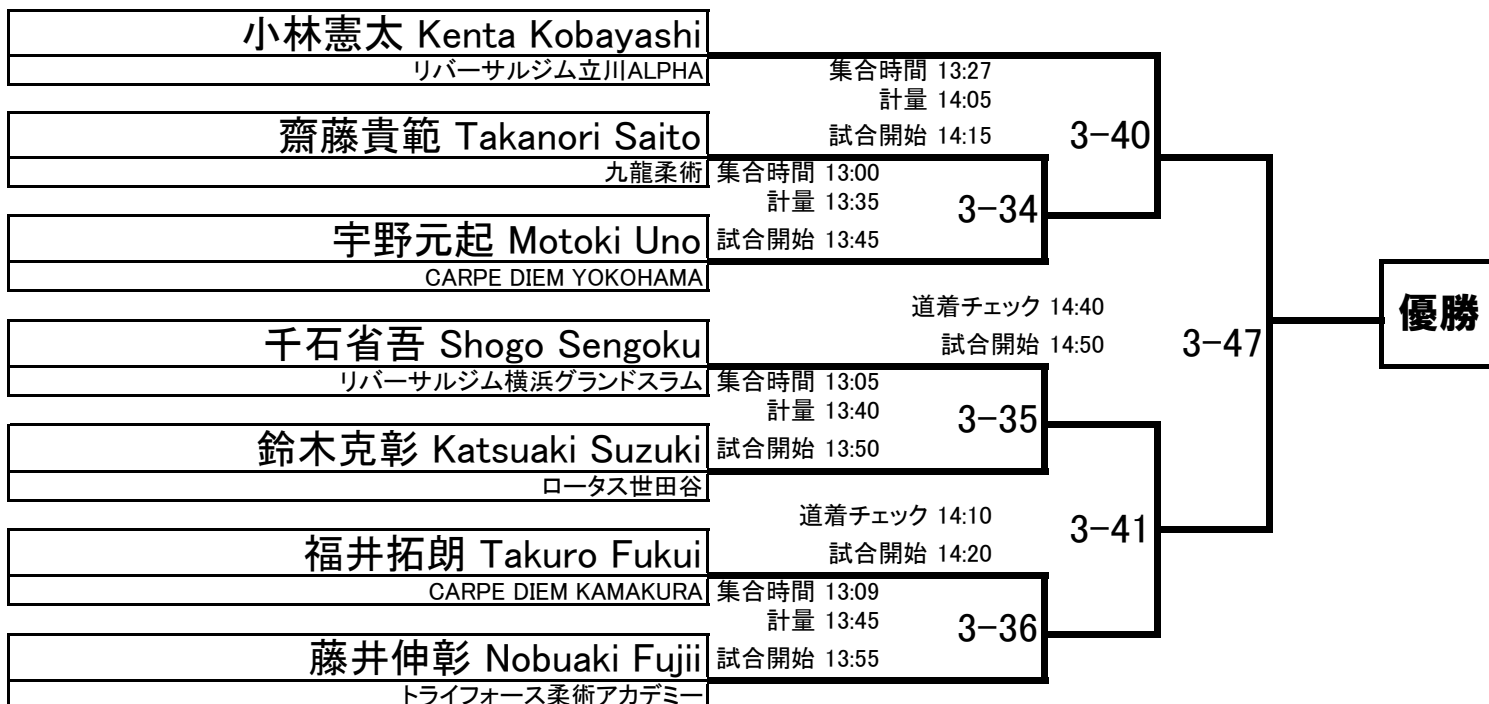 小林憲太 Kenta Kobayashi
リバーサルジム立川ALPHA
集合時間 13:27
計量 14:05
試合開始 14:15
3-40
齋藤貴範 Takanori Saito
九龍柔術
集合時間 13:00
計量 13:35
試合開始 13:45
3-34
宇野元起 Motoki Uno
CARPE DIEM YOKOHAMA
道着チェック 14:40
試合開始 14:50
3-47
優勝
千石省吾 Shogo Sengoku
リバーサルジム横浜グランドスラム
集合時間 13:05
計量 13:40
試合開始 13:50
3-35
鈴木克彰 Katsuaki Suzuki
ロータス世田谷
道着チェック 14:10
試合開始 14:20
3-41
福井拓朗 Takuro Fukui
CARPE DIEM KAMAKURA
集合時間 13:09
計量 13:45
試合開始 13:55
3-36
藤井伸彰 Nobuaki Fujii
トライフォース柔術アカデミー